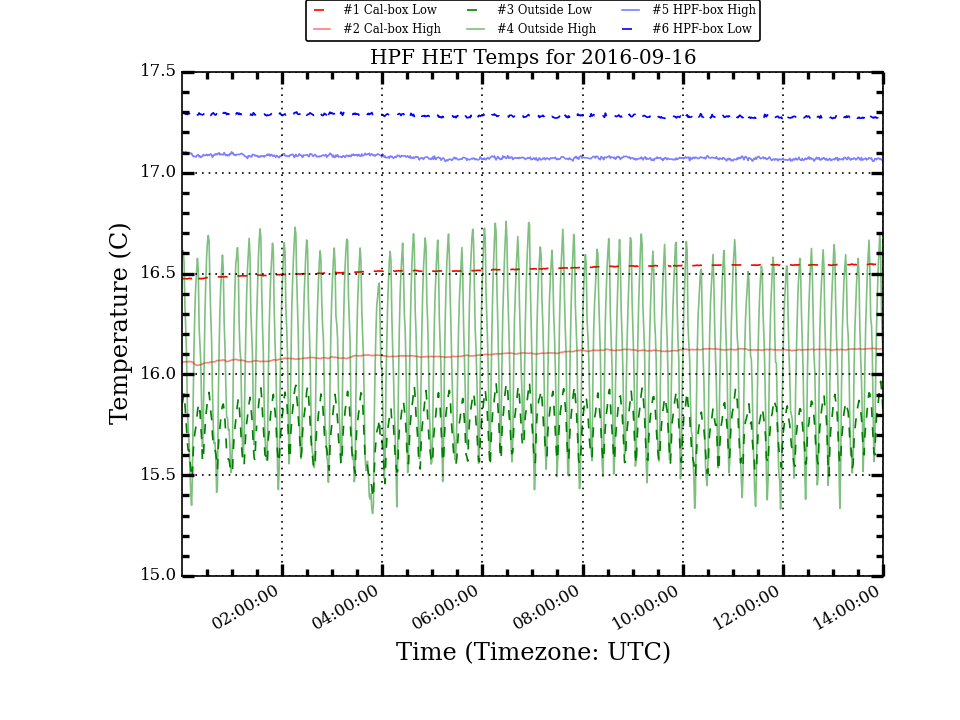 #1 Cal-box Low #3 Outside Low #5 HPF-box High
#2 Cal-box High #4 Outside High #6 HPF-box Low
HPF HET Temps for 2016-09-16
17.5
17.0
16.5
16.0
15.5
15.0
Temperature (C)
02:00:00 04:00:00 06:00:00 08:00:00 10:00:00 12:00:00 14:00:00
Time (Timezone: UTC)